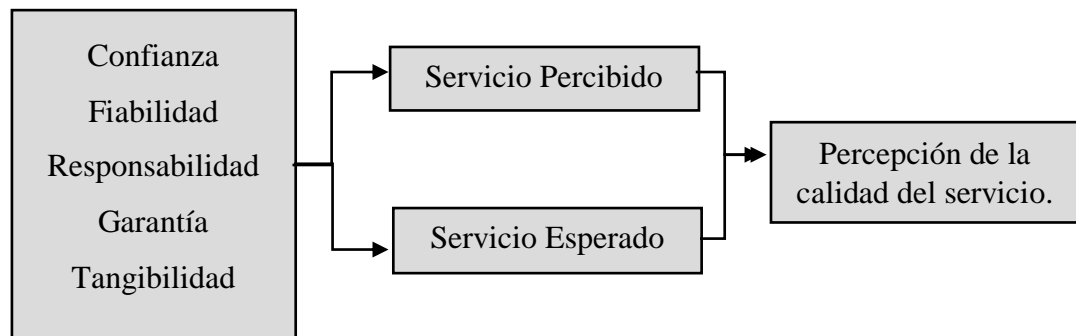 Confianza
Fiabilidad
Responsabilidad
Garantía
Tangibilidad
Servicio Percibido
Servicio Esperado
Percepción de la
calidad del servicio.